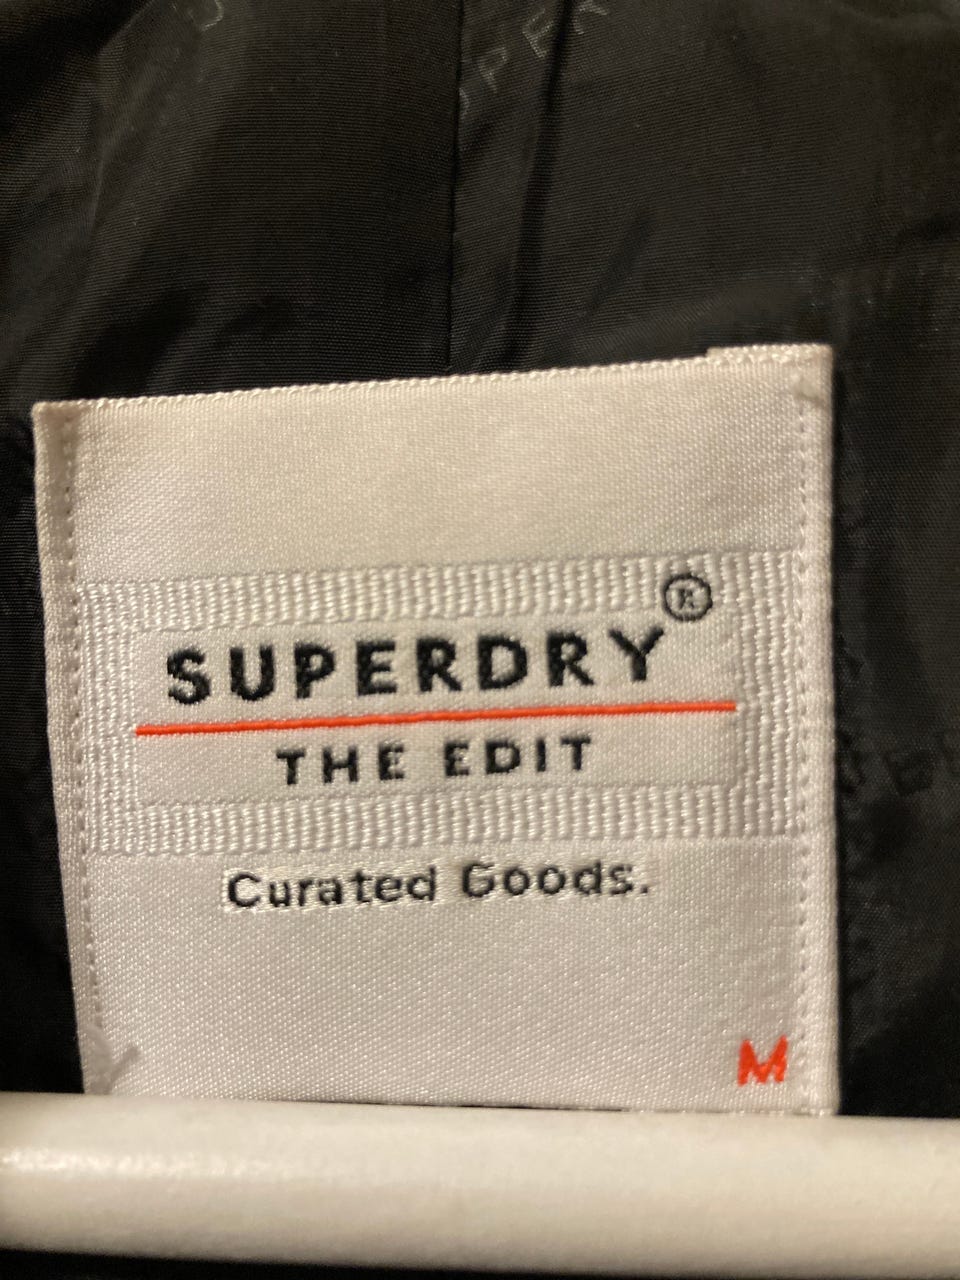 SUPERDRY®
THE EDIT
Curated Goods.
M